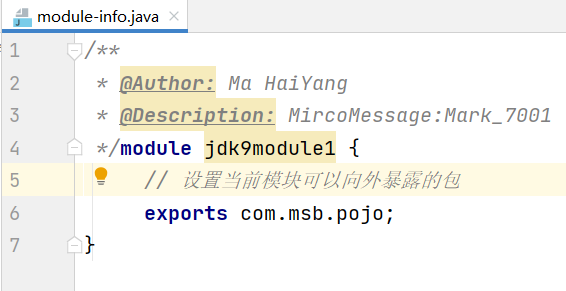 module-info.java
1 /**
2  * @Author: Ma HaiYang
3  * @Description: MircoMessage:Mark_7001
4  */module jdk9module1 {
5     // 设置当前模块可以向外暴露的包
6     exports com.msb.pojo;
7 }